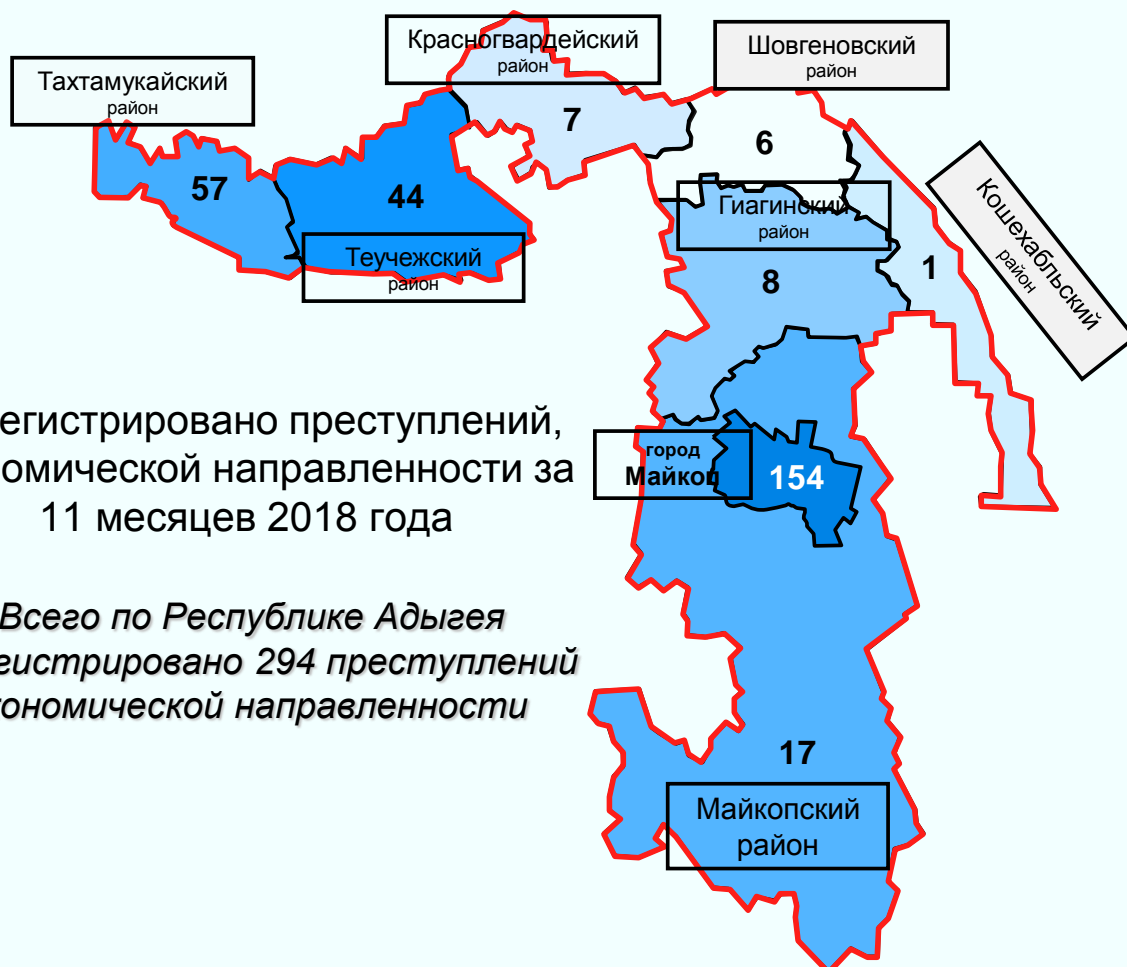 Красногвардейский
район
Шовгеновский
район
Тахтамукайский
район
7
6
57
44
Кошехабльский
район
Гиагинский
район
Теучежский
район
1
8
егистрировано преступлений,
омической направленности за
11 месяцев 2018 года
город
Майкоп
154
Всего по Республике Адыгея
гистрировано 294 преступлений
ономической направленности
17
Майкопский
район